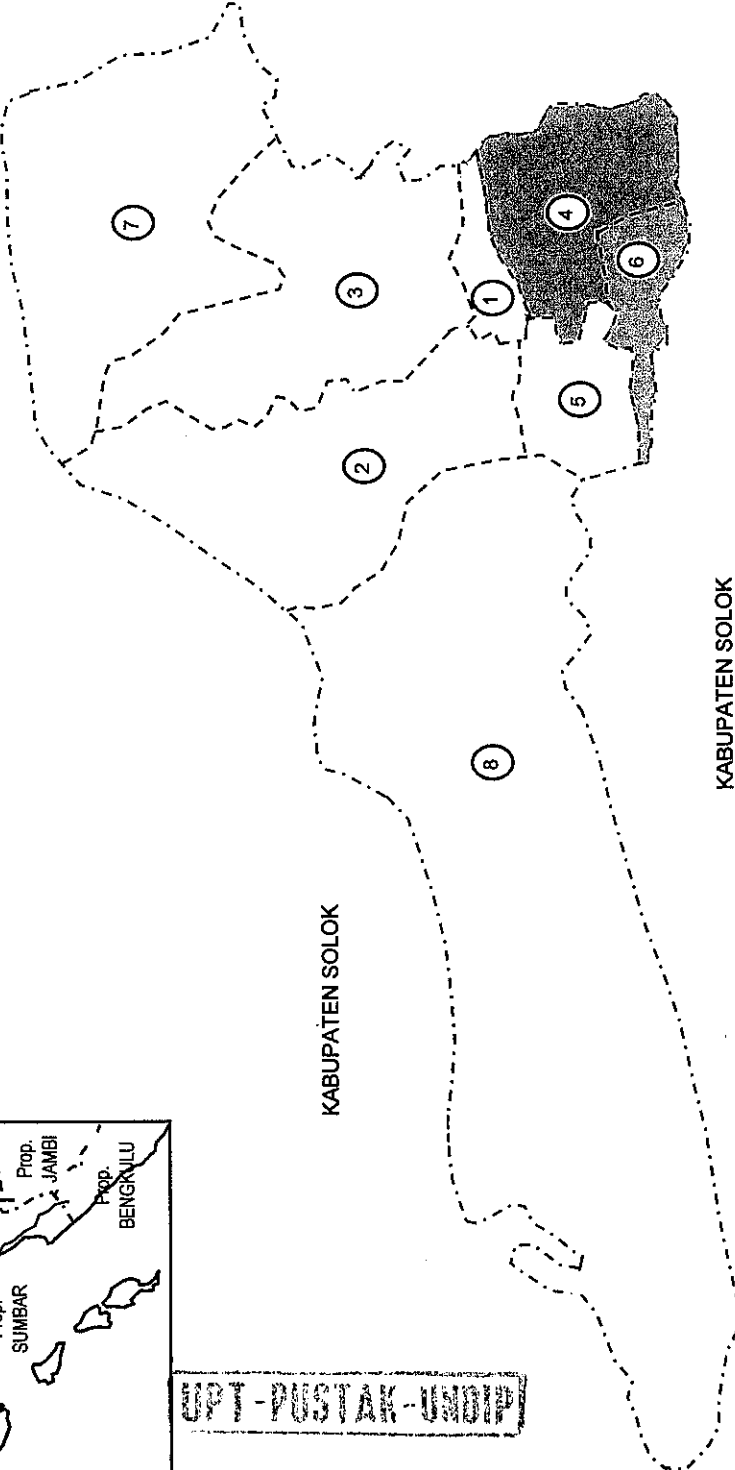 7
3
4
1
6
2
5
8
KABUPATEN SOLOK
KABUPATEN SOLOK
Prop.
JAMBI
Prop.
BENGKULU
SUMBAR
UPT-PUSTAK-UNDIP